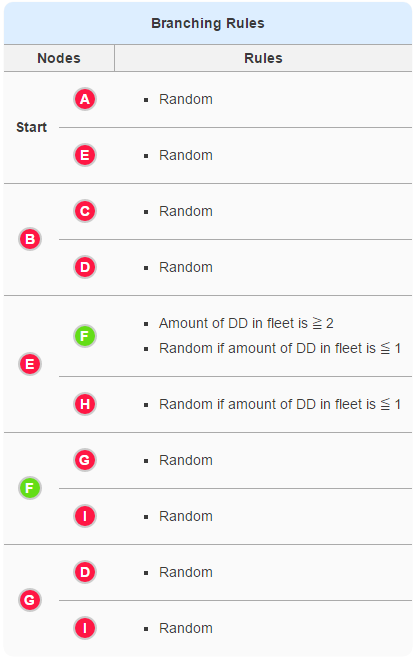 Branching Rules
Nodes Rules
Start
A
Random
E
Random
B
C
Random
D
Random
E
F
Amount of DD in fleet is ≧ 2
Random if amount of DD in fleet is ≦ 1
H
Random if amount of DD in fleet is ≦ 1
F
G
Random
I
Random
G
D
Random
I
Random